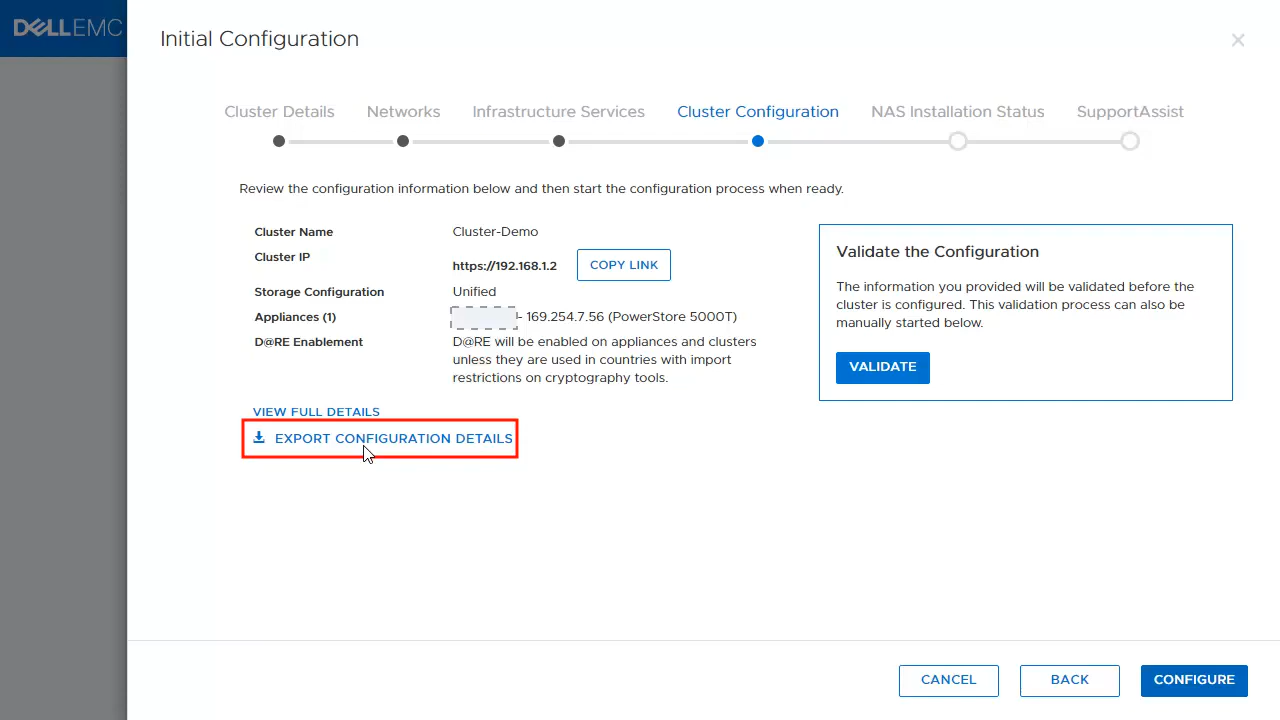 DELLEMC
Initial Configuration
Cluster Details
Networks
Infrastructure Services
Cluster Configuration
NAS Installation Status
SupportAssist
Review the configuration information below and then start the configuration process when ready.
Cluster Name
Cluster-Demo
Cluster IP
https://192.168.1.2
COPY LINK
Storage Configuration
Unified
Appliances (1)
- 169.254.7.56 (PowerStore 5000T)
D@RE Enablement
D@RE will be enabled on appliances and clusters
unless they are used in countries with import
restrictions on cryptography tools.
VIEW FULL DETAILS
EXPORT CONFIGURATION DETAILS
Validate the Configuration
The information you provided will be validated before the
cluster is configured. This validation process can also be
manually started below.
VALIDATE
CANCEL
BACK
CONFIGURE